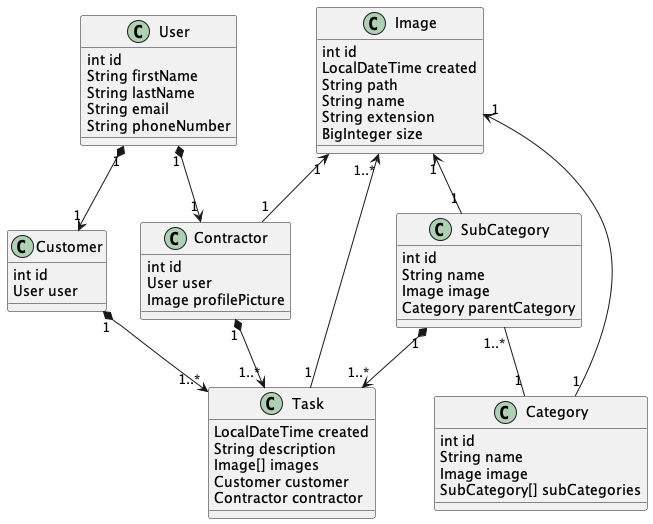 C User
int id
String firstName
String lastName
String email
String phoneNumber
C Image
int id
LocalDateTime created
String path
String name
String extension
BigInteger size
1
1
1
1..*
1
1
1
1
1
1
C Customer
int id
User user
C Contractor
int id
User user
Image profilePicture
C SubCategory
int id
String name
Image image
Category parentCategory
1
1
1
1..*
1..*
1..*
1..*
1
1
1
C Task
LocalDateTime created
String description
Image[] images
Customer customer
Contractor contractor
C Category
int id
String name
Image image
SubCategory[] subCategories